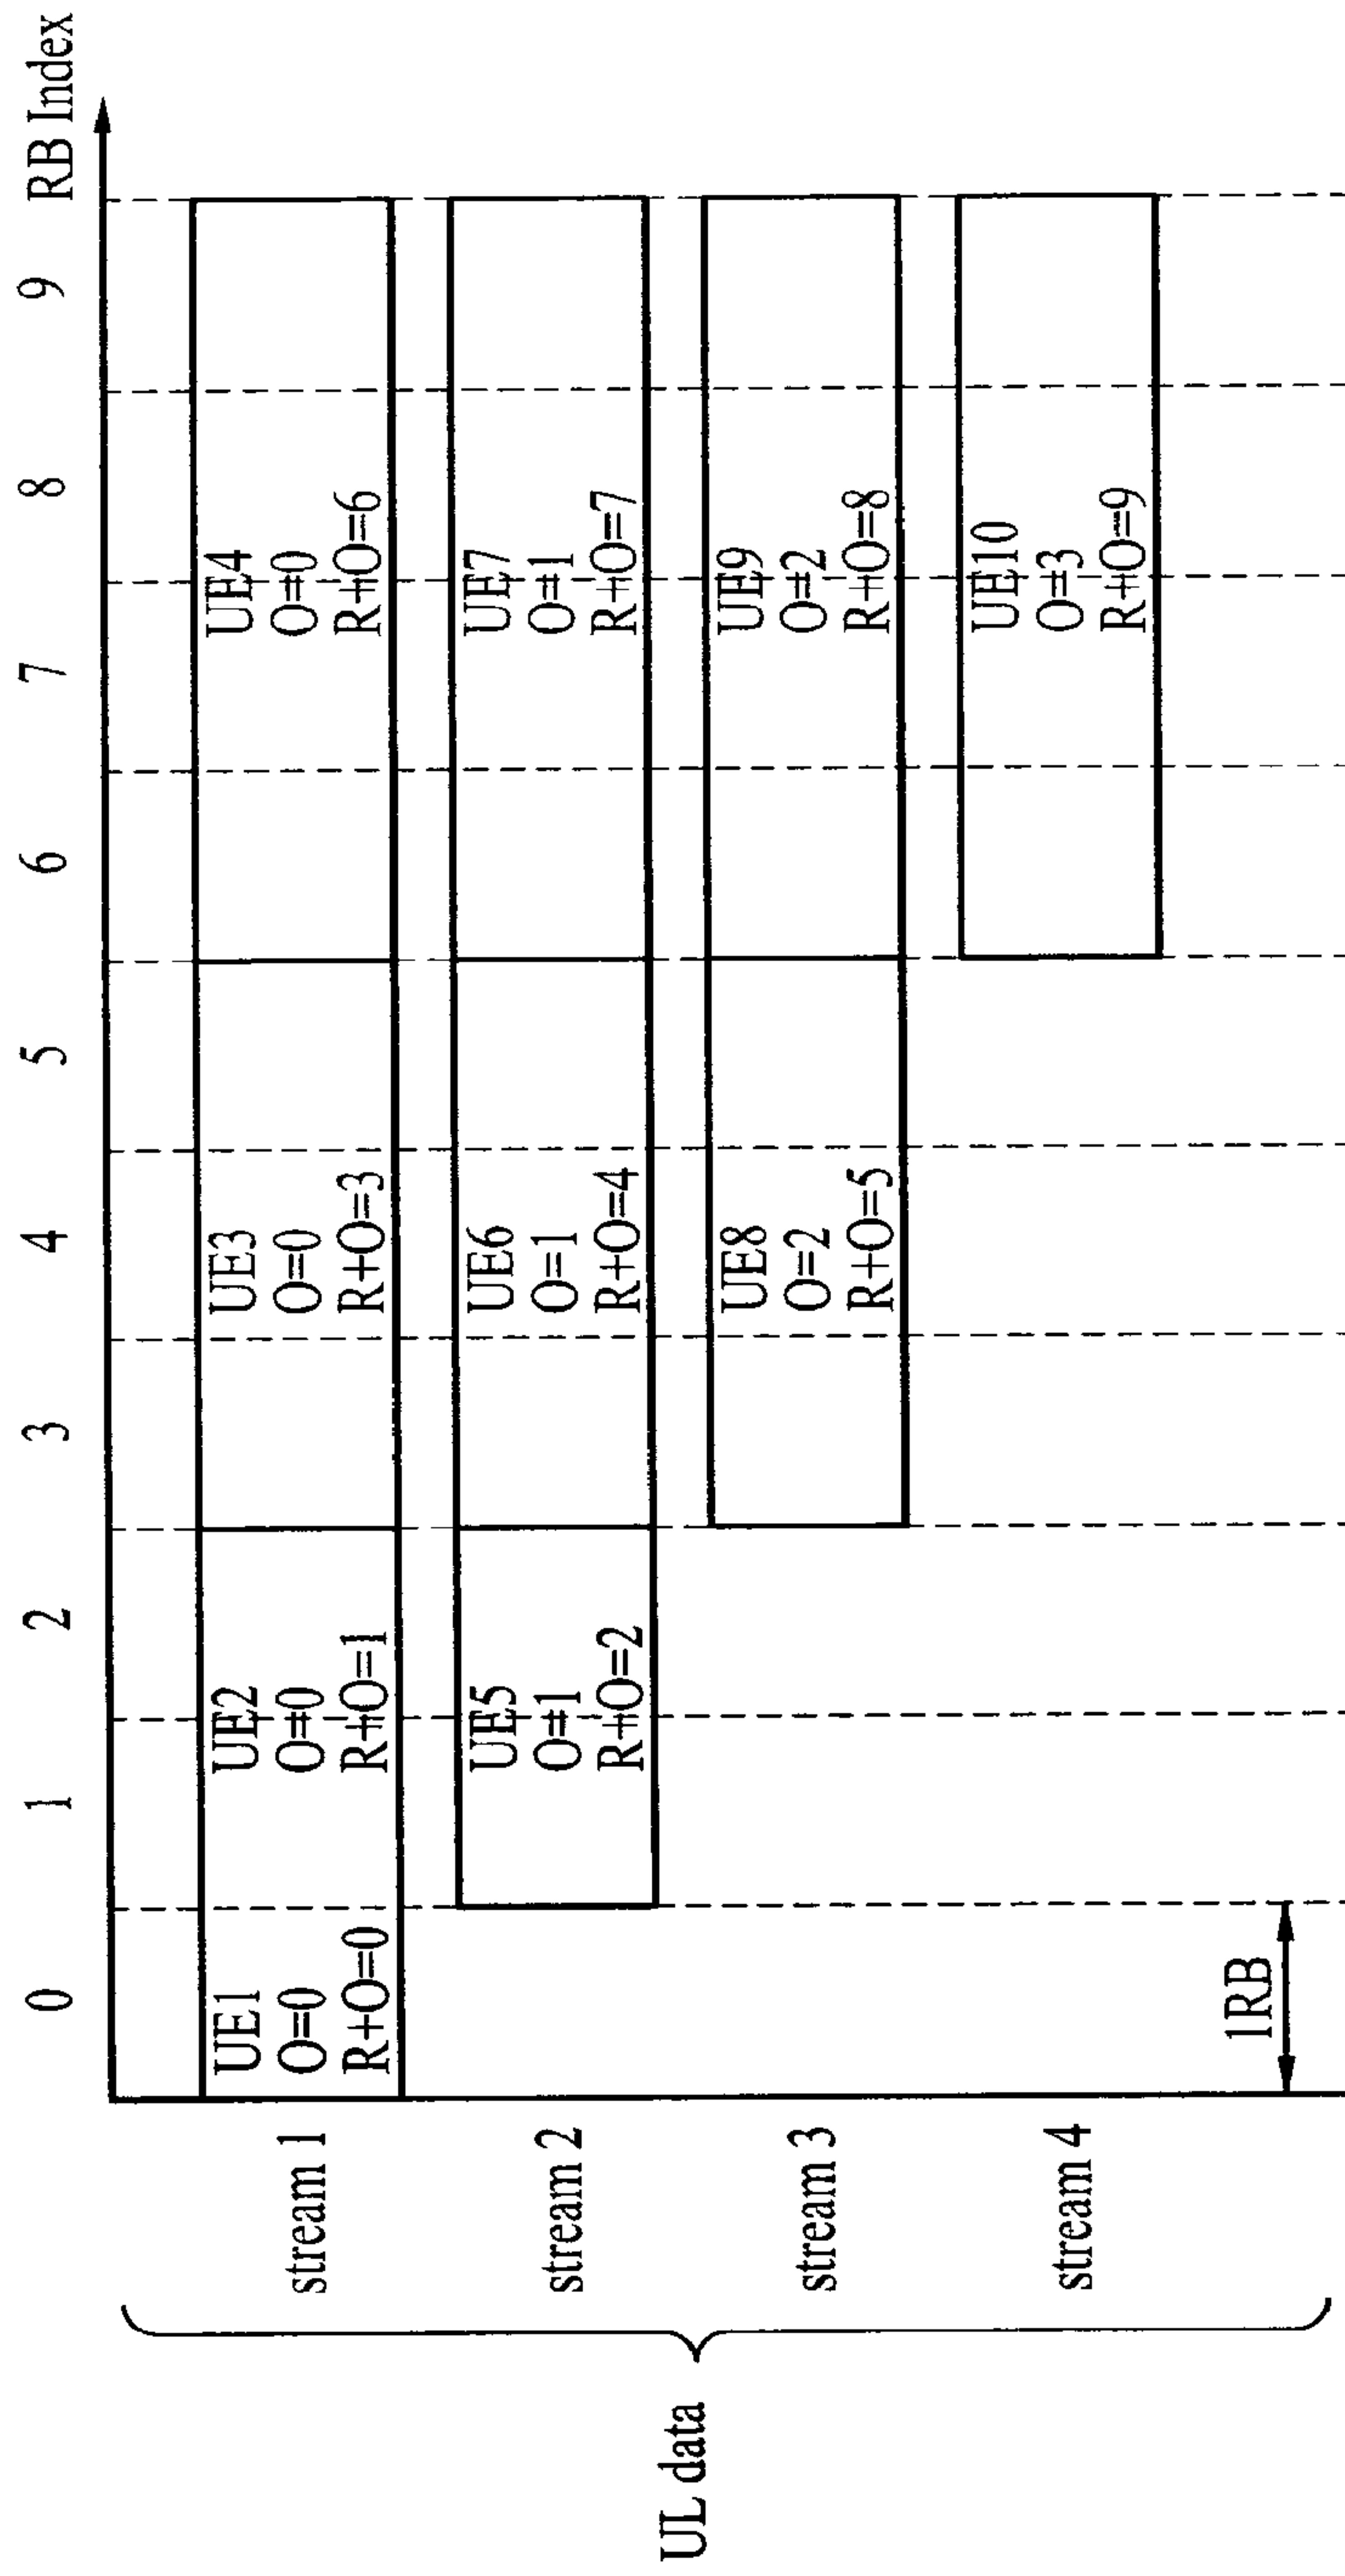 0 1 2 3 4 5 6 7 8 9 RB Index
UL data
stream 1
UE1
O=0
R+O=0
UE2
O=0
R+O=1
UE3
O=0
R+O=3
UE4
O=0
R+O=6
stream 2
UE5
O=1
R+O=2
UE6
O=1
R+O=4
UE7
O=1
R+O=7
stream 3
UE8
O=2
R+O=5
UE9
O=2
R+O=8
stream 4
UE10
O=3
R+O=9
1RB